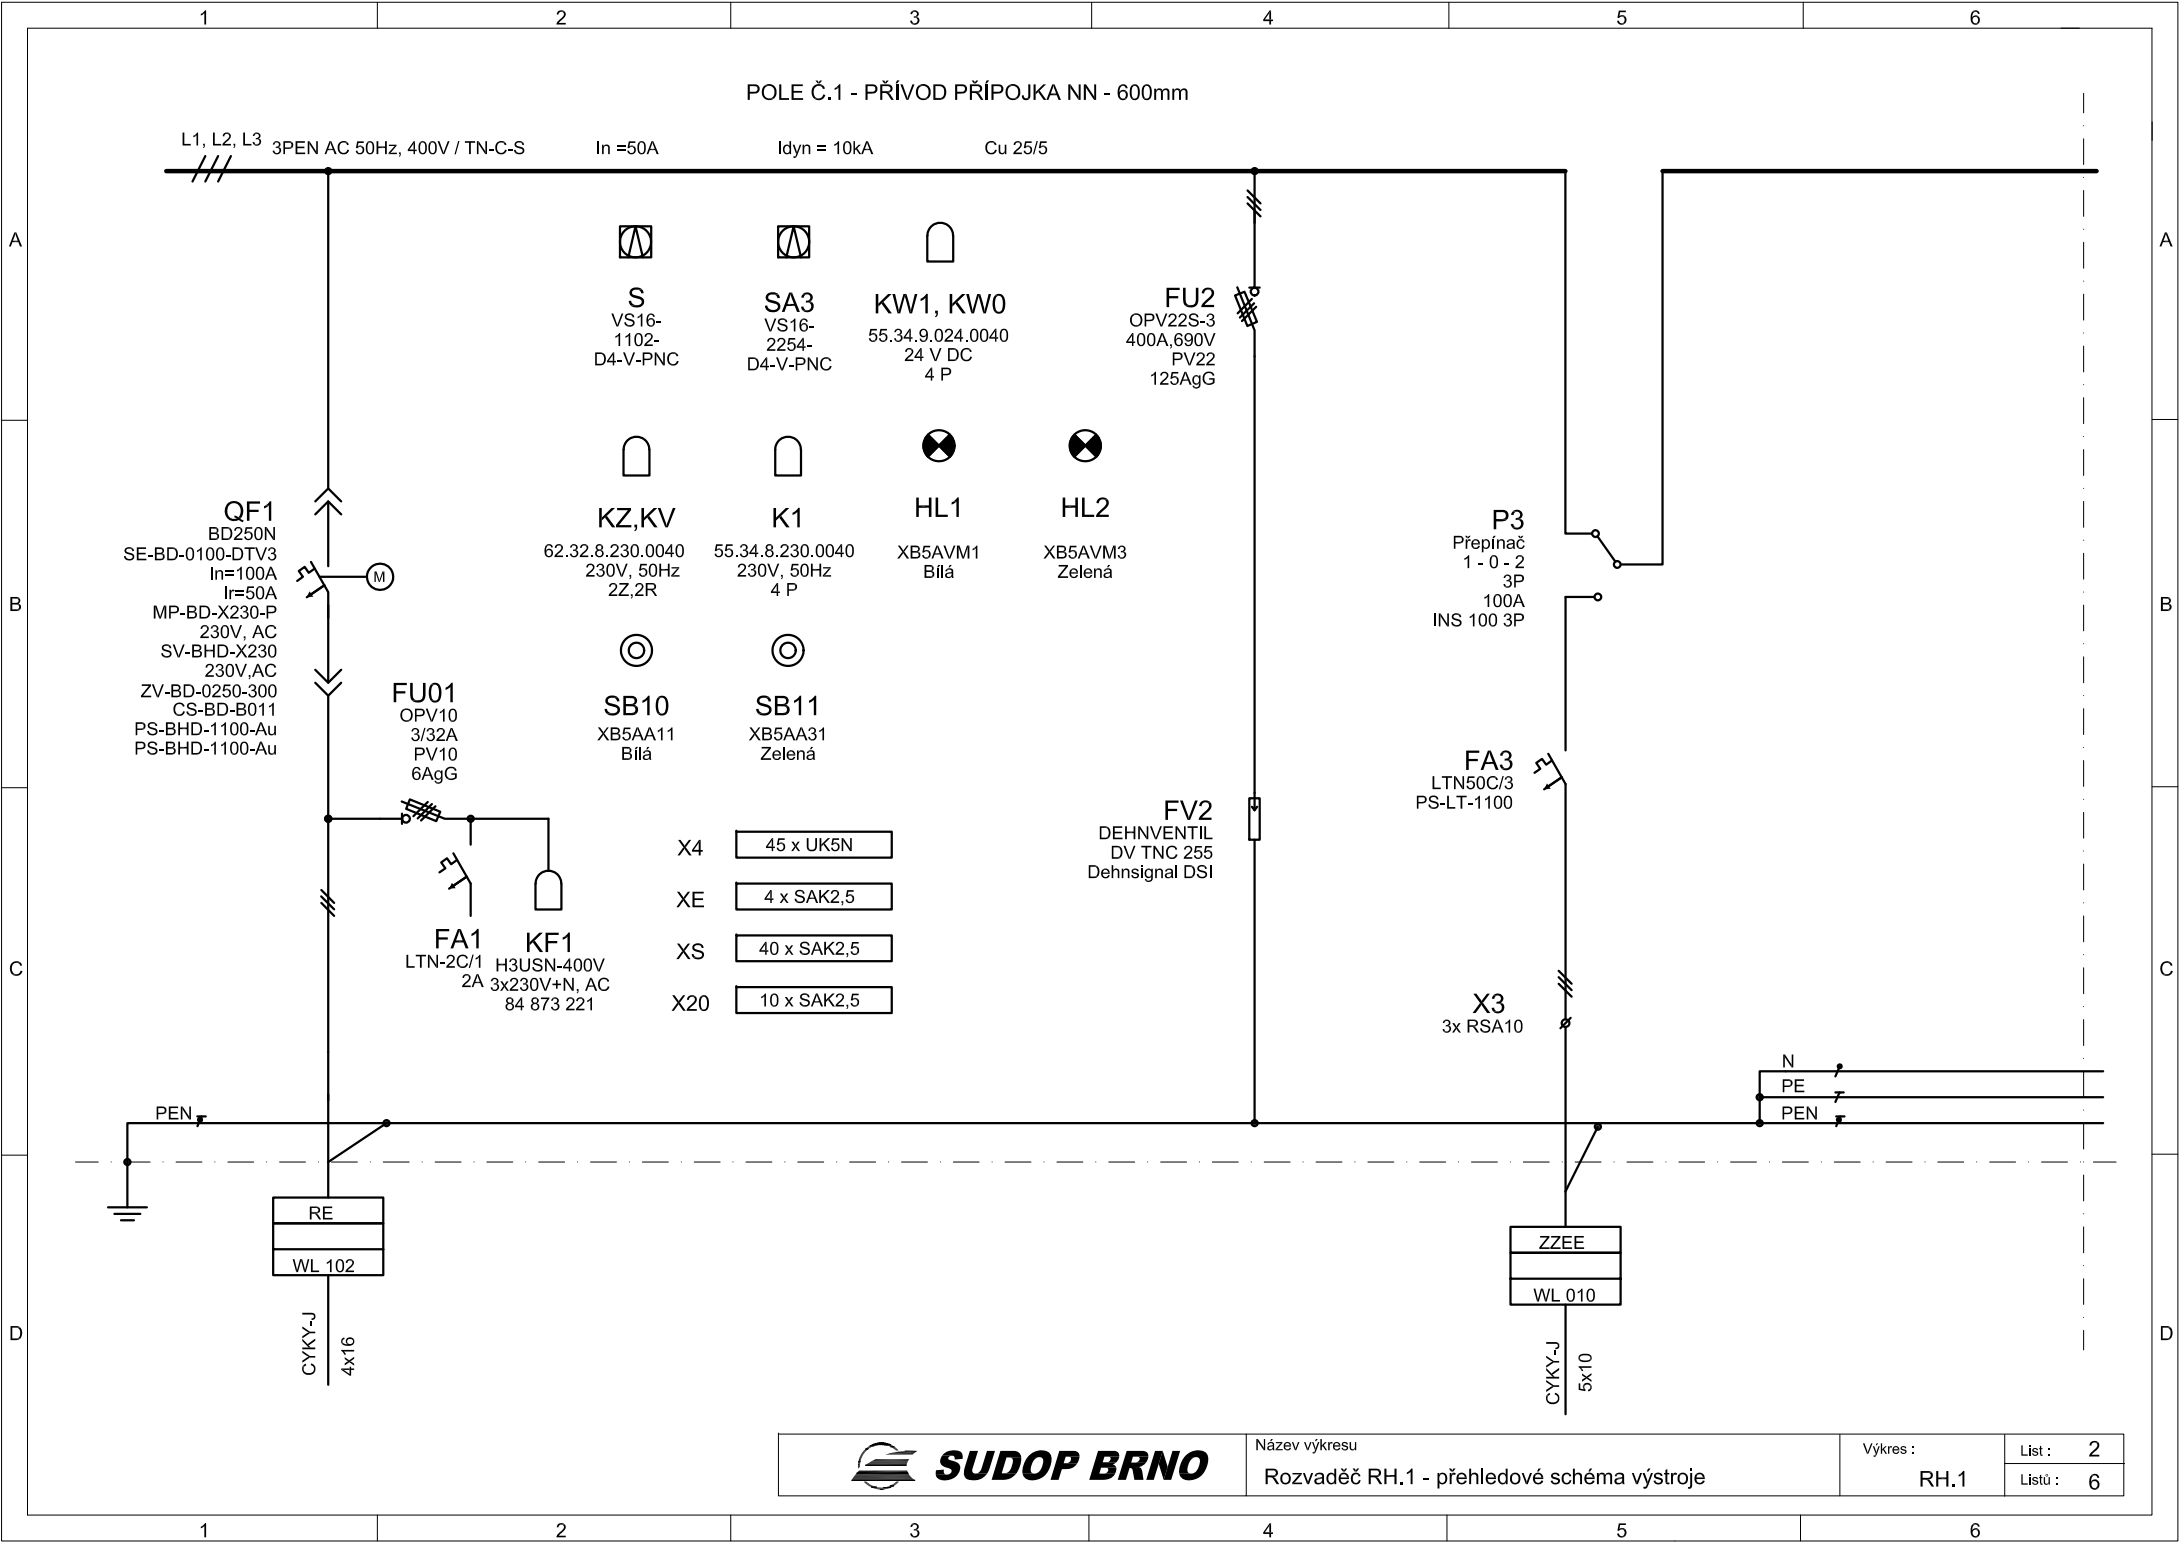 1 2 3 4 5 6
POLE Č.1 - PŘÍVOD PŘÍPOJKA NN - 600mm
L1, L2, L3 3PEN AC 50Hz, 400V / TN-C-S In =50A Idyn = 10kA Cu 25/5
A A
S
VS16-
1102-
D4-V-PNC
SA3
VS16-
2254-
D4-V-PNC
KW1, KW0
55.34.9.024.0040
24 V DC
4 P
FU2
OPV22S-3
400A,690V
PV22
125AgG
QF1
BD250N
SE-BD-0100-DTV3
In=100A
Ir=50A
MP-BD-X230-P
230V, AC
SV-BHD-X230
230V,AC
ZV-BD-0250-300
CS-BD-B011
PS-BHD-1100-Au
PS-BHD-1100-Au
M
KZ,KV
62.32.8.230.0040
230V, 50Hz
2Z,2R
K1
55.34.8.230.0040
230V, 50Hz
4 P
HL1
XB5AVM1
Bílá
HL2
XB5AVM3
Zelená
P3
Přepínač
1 - 0 - 2
3P
100A
INS 100 3P
B B
FU01
OPV10
3/32A
PV10
6AgG
SB10
XB5AA11
Bílá
SB11
XB5AA31
Zelená
FA3
LTN50C/3
PS-LT-1100
FV2
DEHNVENTIL
DV TNC 255
Dehnsignal DSI
X4 45 x UK5N
XE 4 x SAK2,5
XS 40 x SAK2,5
X20 10 x SAK2,5
FA1
LTN-2C/1
2A
KF1
H3USN-400V
3x230V+N, AC
84 873 221
C C
X3
3x RSA10
N
PE
PEN
PEN
RE
WL 102
CYKY-J
4x16
ZZEE
WL 010
CYKY-J
5x10
D D
SUDOP BRNO
Název výkresu
Rozvaděč RH.1 - přehledové schéma výstroje
Výkres :
RH.1
List : 2
Listů : 6
1 2 3 4 5 6